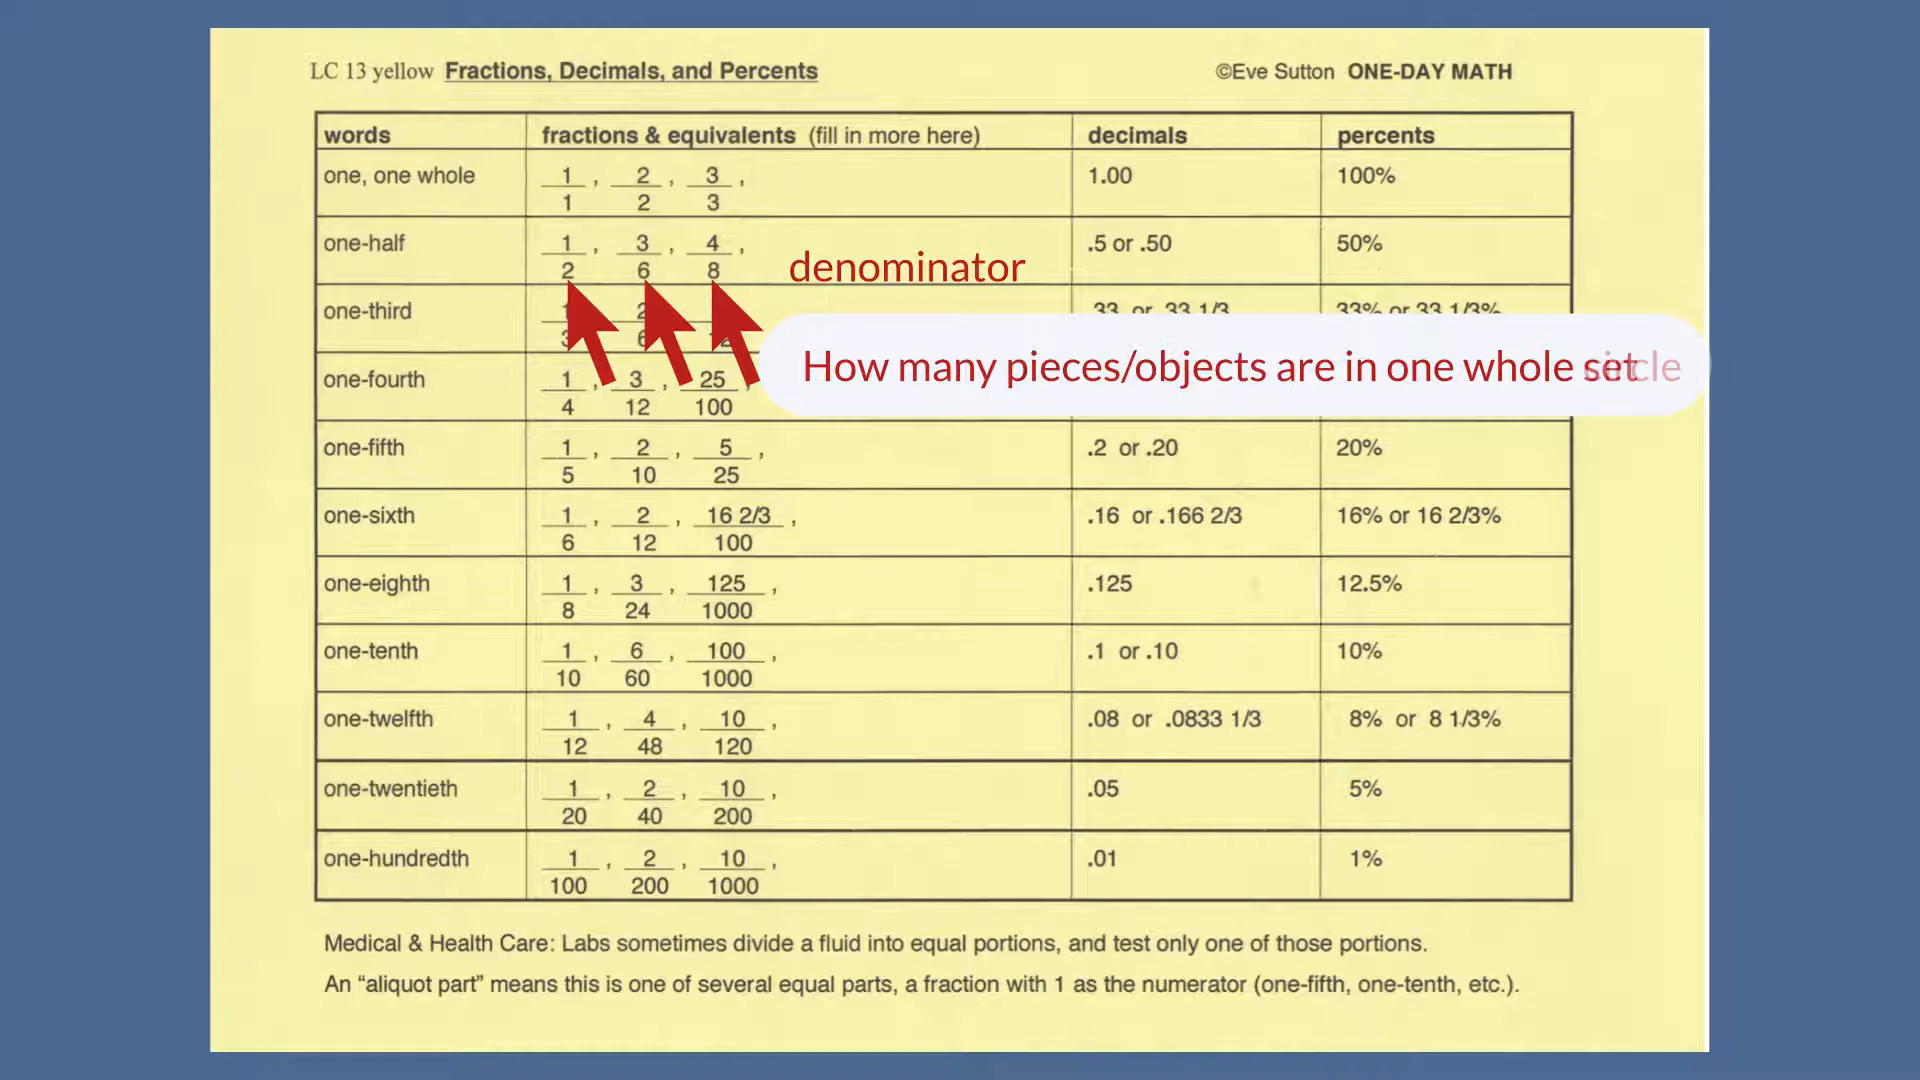 LC 13 yellow Fractions, Decimals, and Percents ©Eve Sutton ONE-DAY MATH
words fractions & equivalents (fill in more here) decimals percents
one, one whole 1/1 , 2/2 , 3/3 , 1.00 100%
one-half 1/2 , 3/6 , 4/8 , .5 or .50 50%
denominator
one-third .33 or .33 1/3 33% or 33 1/3%
How many pieces/objects are in one whole
one-fourth 1/4 , 3/12 , 25/100 ,
one-fifth 1/5 , 2/10 , 5/25 , .2 or .20 20%
one-sixth 1/6 , 2/12 , 16 2/3/100 , .16 or .166 2/3 16% or 16 2/3%
one-eighth 1/8 , 3/24 , 125/1000 , .125 12.5%
one-tenth 1/10 , 6/60 , 100/1000 , .1 or .10 10%
one-twelfth 1/12 , 4/48 , 10/120 , .08 or .0833 1/3 8% or 8 1/3%
one-twentieth 1/20 , 2/40 , 10/200 , .05 5%
one-hundredth 1/100 , 2/200 , 10/1000 , .01 1%
Medical & Health Care: Labs sometimes divide a fluid into equal portions, and test only one of those portions.
An “aliquot part” means this is one of several equal parts, a fraction with 1 as the numerator (one-fifth, one-tenth, etc.).